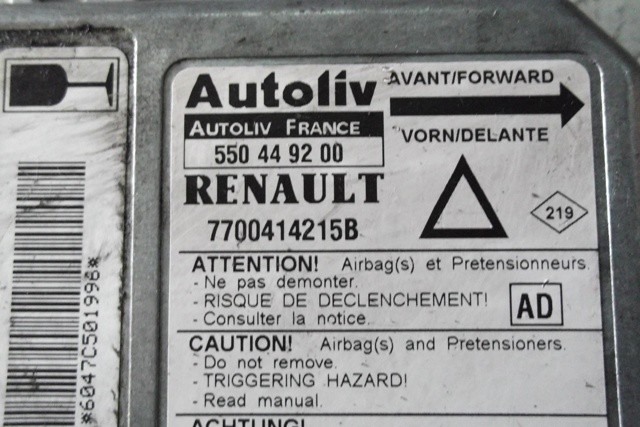 Autoliv
AVANT/FORWARD
AUTOLIV FRANCE
VORN/DELANTE
550 44 92 00
RENAULT
7700414215B
219
ATTENTION! Airbag(s) et Pretensionneurs.
- Ne pas demonter.
- RISQUE DE DECLENCHEMENT!
- Consulter la notice.
AD
CAUTION! Airbag(s) and Pretensioners.
- Do not remove.
- TRIGGERING HAZARD!
- Read manual.
ACHTUNG!
*6047C501996*